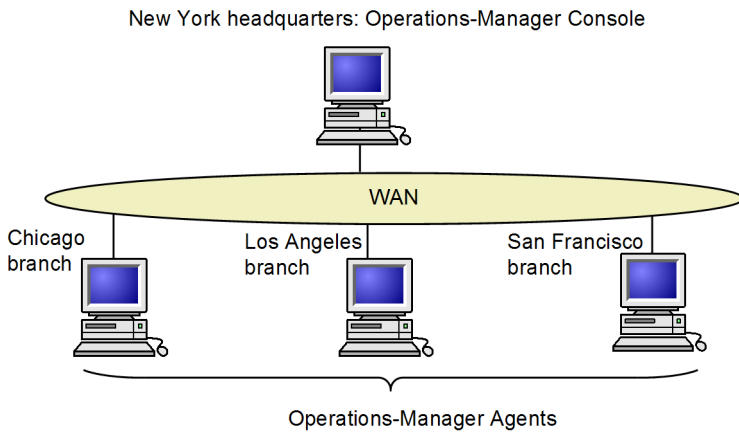 New York headquarters: Operations-Manager Console
WAN
Chicago
branch
Los Angeles
branch
San Francisco
branch
Operations-Manager Agents